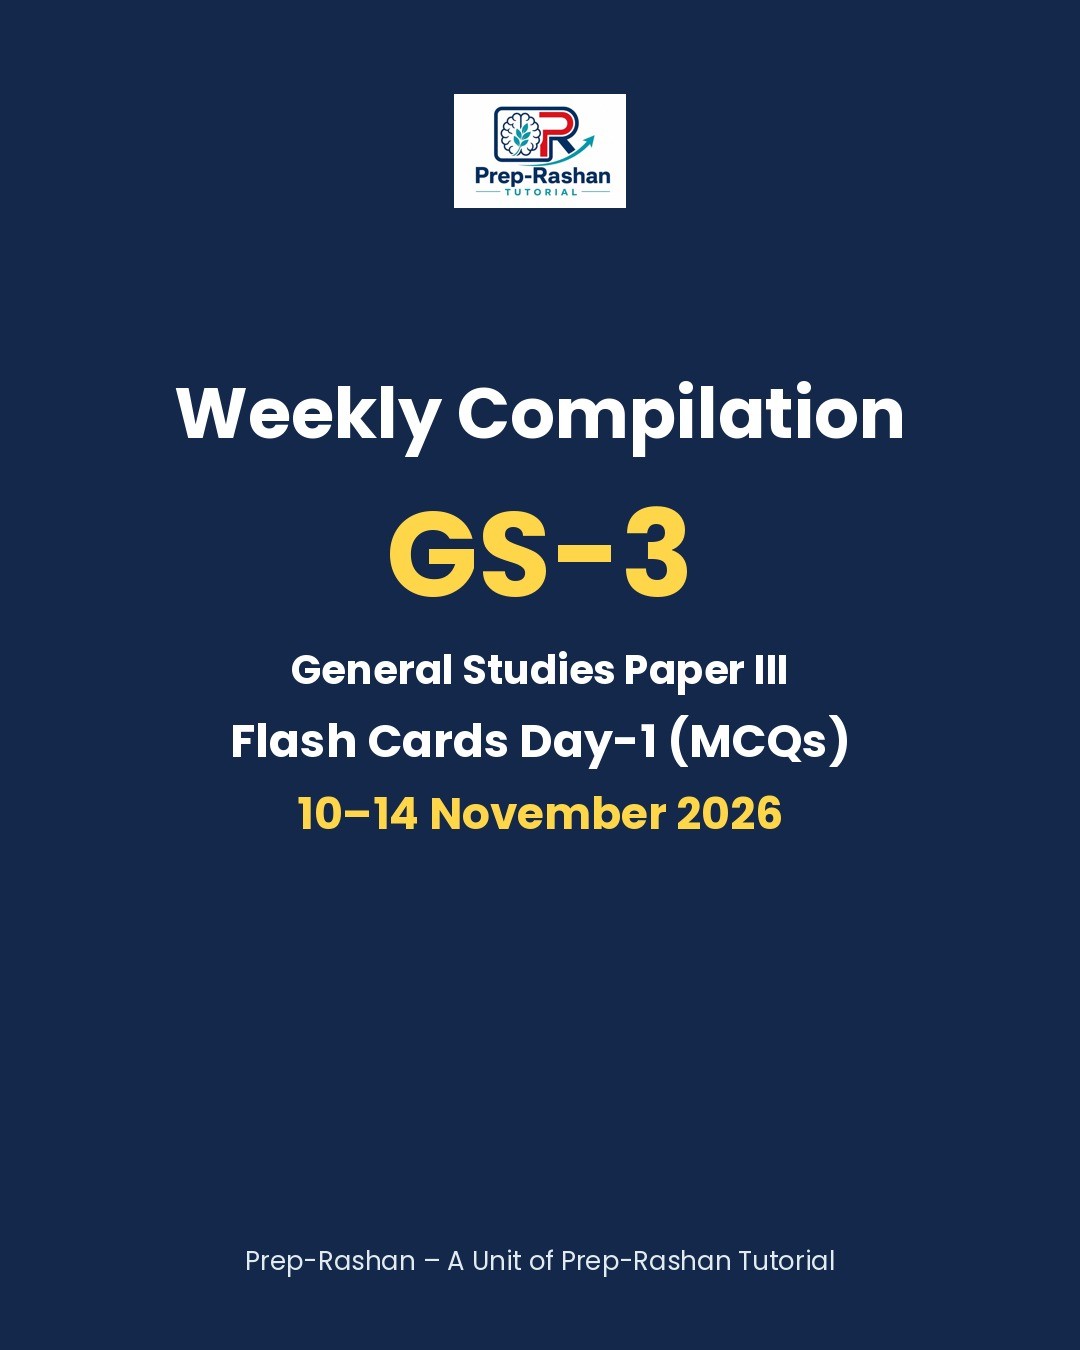 Prep-Rashan
TUTORIAL
Weekly Compilation
GS-3
General Studies Paper III
Flash Cards Day-1 (MCQs)
10–14 November 2026
Prep-Rashan – A Unit of Prep-Rashan Tutorial